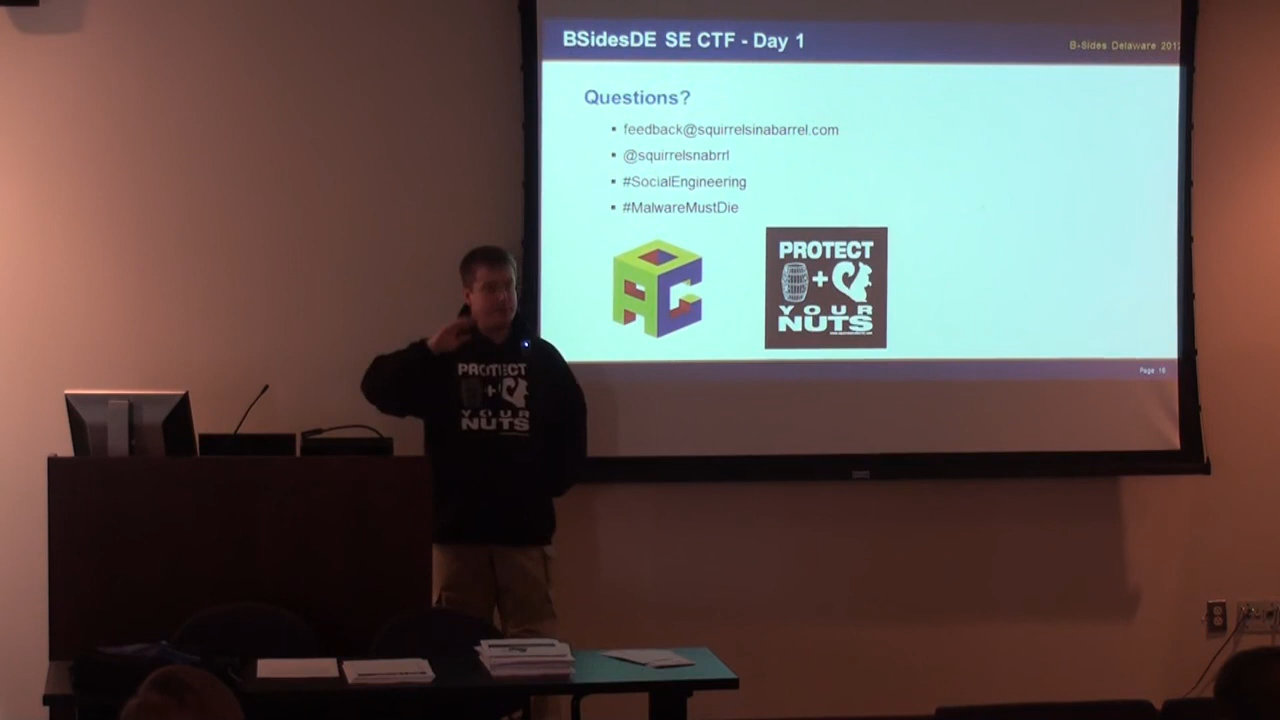 BSidesDE SE CTF - Day 1
B-Sides Delaware 2012
Questions?
feedback@squirrelsinabarrel.com
@squirrelsnabrrl
#SocialEngineering
#MalwareMustDie
PROTECT
+
YOUR
NUTS
Page: 16
PROTECT
+
YOUR
NUTS